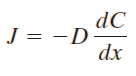 J = −D dC/dx